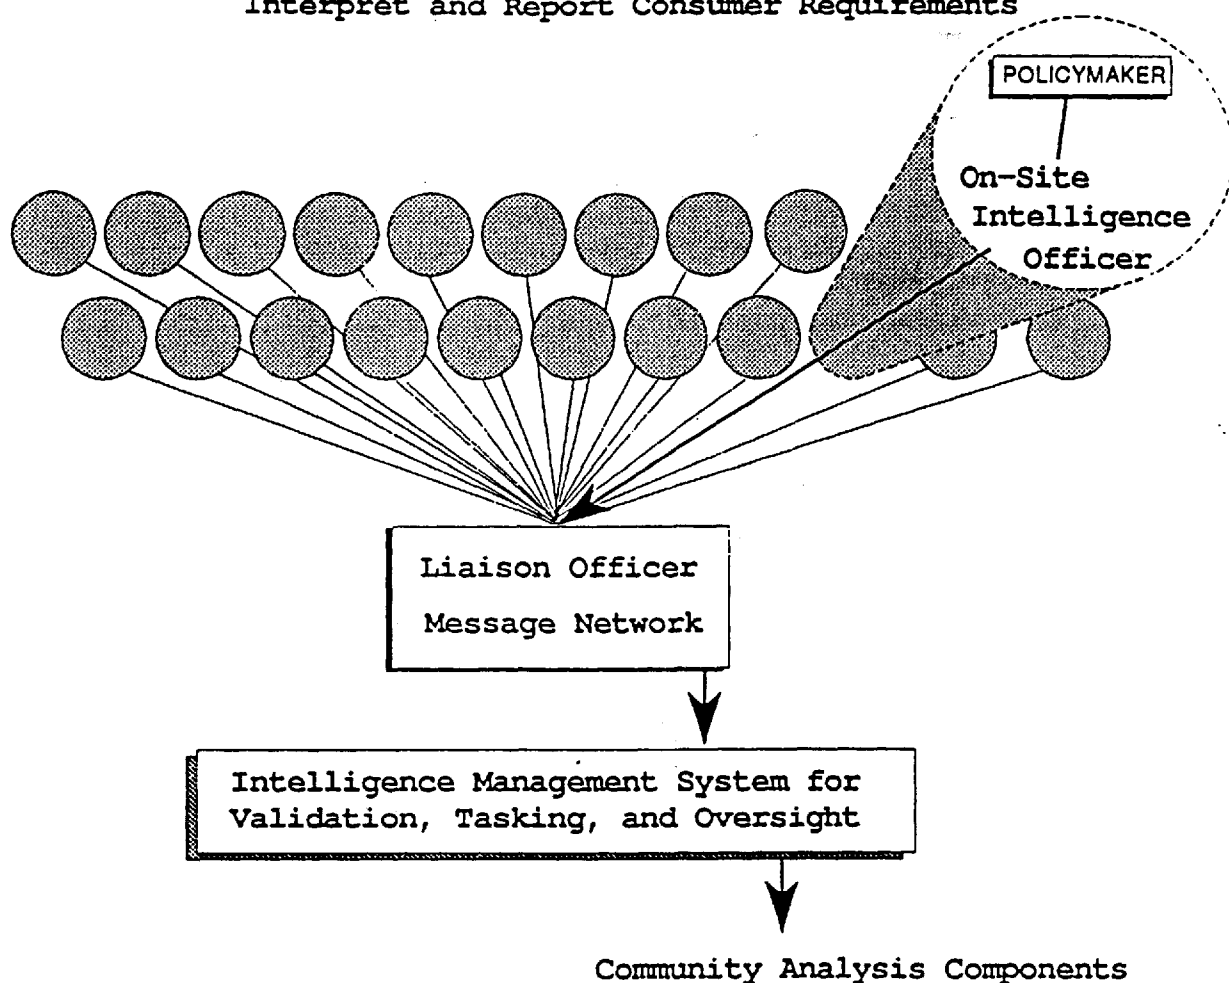 Interpret and Report Consumer Requirements
POLICYMAKER
On-Site
Intelligence
Officer
Liaison Officer
Message Network
Intelligence Management System for
Validation, Tasking, and Oversight
Community Analysis Components